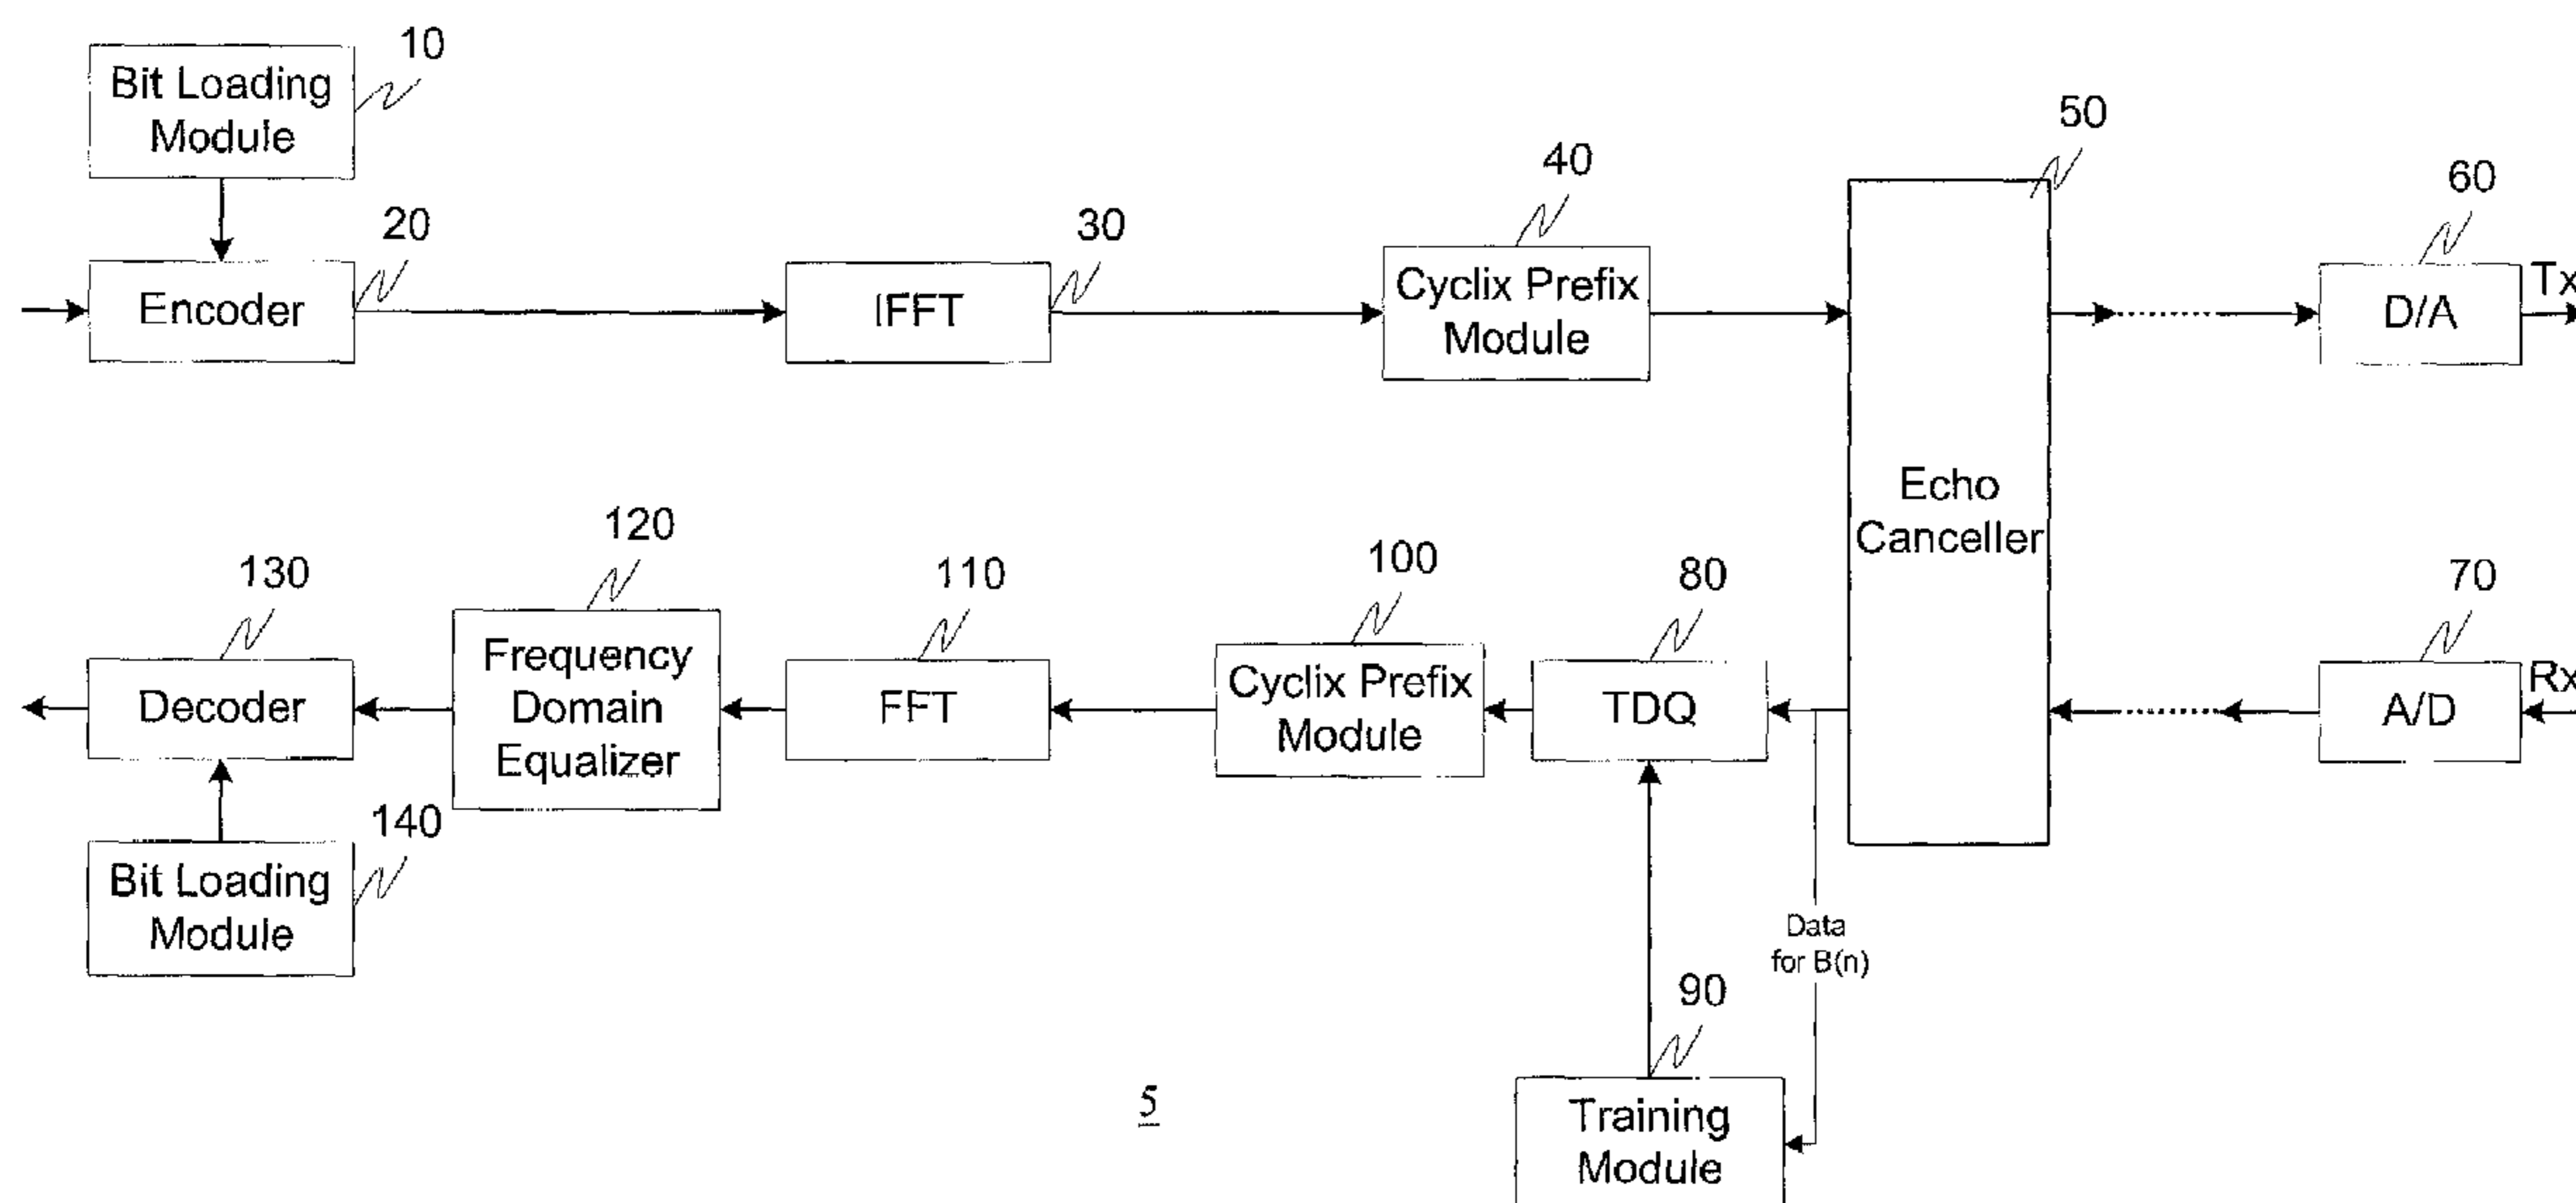 10
Bit Loading
Module
50
40
60
20
30
Encoder
IFFT
Cyclix Prefix
Module
D/A
Tx
Echo
Canceller
120
130
110
100
80
70
Decoder
Frequency
Domain
Equalizer
FFT
Cyclix Prefix
Module
TDQ
A/D
Rx
140
Bit Loading
Module
Data
for B(n)
90
5
Training
Module